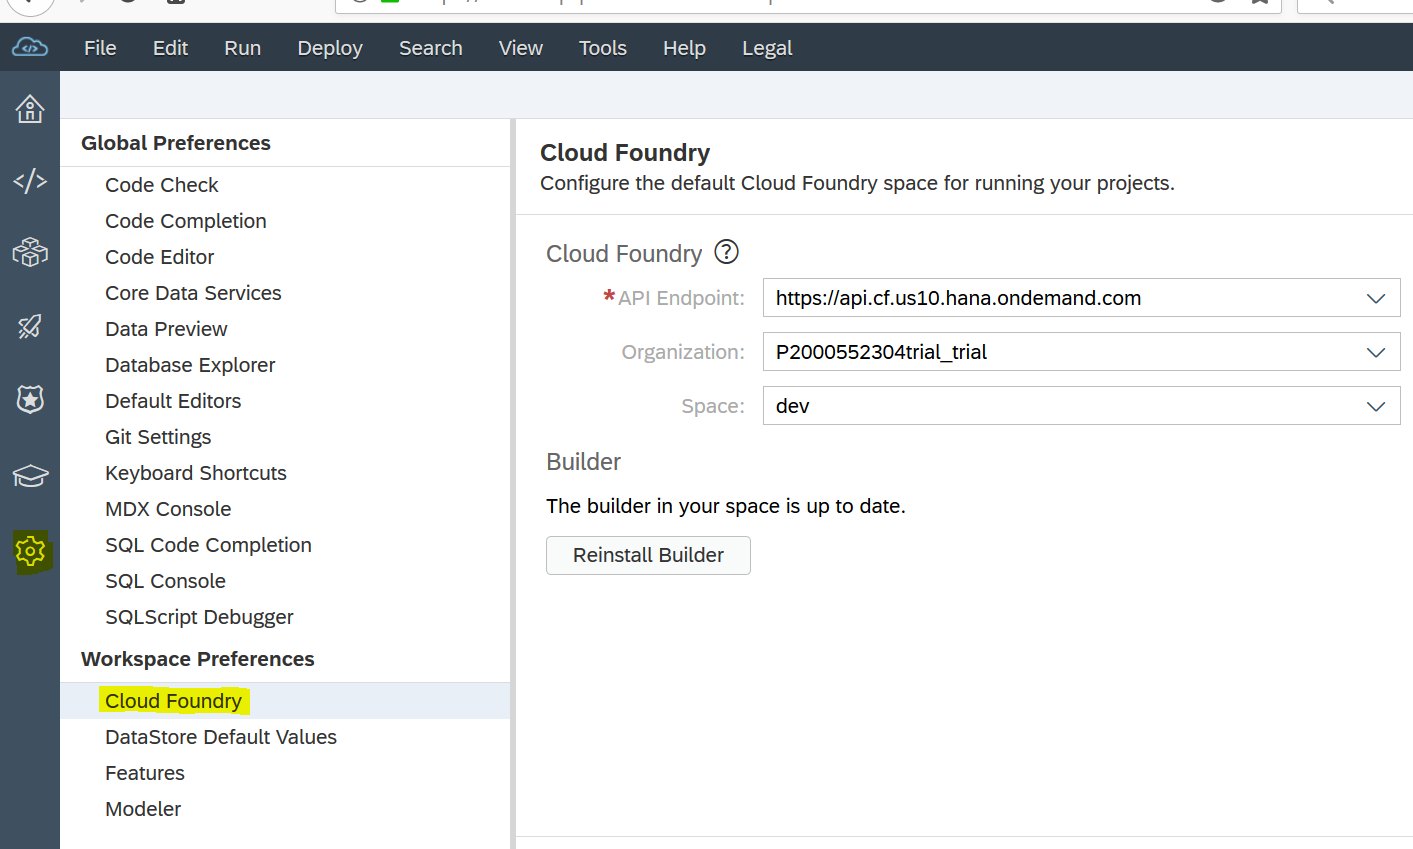 File Edit Run Deploy Search View Tools Help Legal
Global Preferences
Code Check
Code Completion
Code Editor
Core Data Services
Data Preview
Database Explorer
Default Editors
Git Settings
Keyboard Shortcuts
MDX Console
SQL Code Completion
SQL Console
SQLScript Debugger
Workspace Preferences
Cloud Foundry
DataStore Default Values
Features
Modeler
Cloud Foundry
Configure the default Cloud Foundry space for running your projects.
Cloud Foundry ?
*API Endpoint: https://api.cf.us10.hana.ondemand.com
Organization: P2000552304trial_trial
Space: dev
Builder
The builder in your space is up to date.
Reinstall Builder